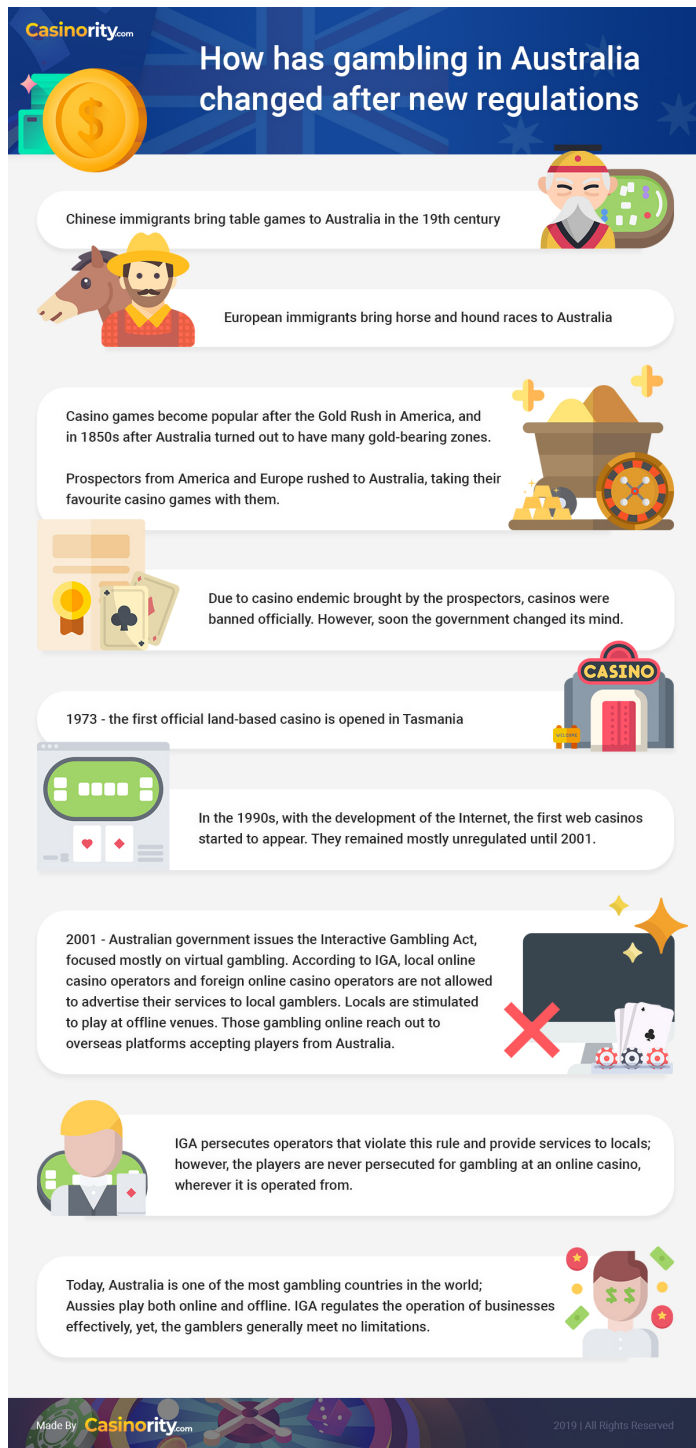 Casinority.com
How has gambling in Australia
changed after new regulations
Chinese immigrants bring table games to Australia in the 19th century
European immigrants bring horse and hound races to Australia
Casino games become popular after the Gold Rush in America, and
in 1850s after Australia turned out to have many gold-bearing zones.
Prospectors from America and Europe rushed to Australia, taking their
favourite casino games with them.
Due to casino endemic brought by the prospectors, casinos were
banned officially. However, soon the government changed its mind.
CASINO
WELCOME
1973 - the first official land-based casino is opened in Tasmania
In the 1990s, with the development of the Internet, the first web casinos
started to appear. They remained mostly unregulated until 2001.
2001 - Australian government issues the Interactive Gambling Act,
focused mostly on virtual gambling. According to IGA, local online
casino operators and foreign online casino operators are not allowed
to advertise their services to local gamblers. Locals are stimulated
to play at offline venues. Those gambling online reach out to
overseas platforms accepting players from Australia.
IGA persecutes operators that violate this rule and provide services to locals;
however, the players are never persecuted for gambling at an online casino,
wherever it is operated from.
Today, Australia is one of the most gambling countries in the world;
Aussies play both online and offline. IGA regulates the operation of businesses
effectively, yet, the gamblers generally meet no limitations.
$ $
Made By Casinority.com
2019 | All Rights Reserved